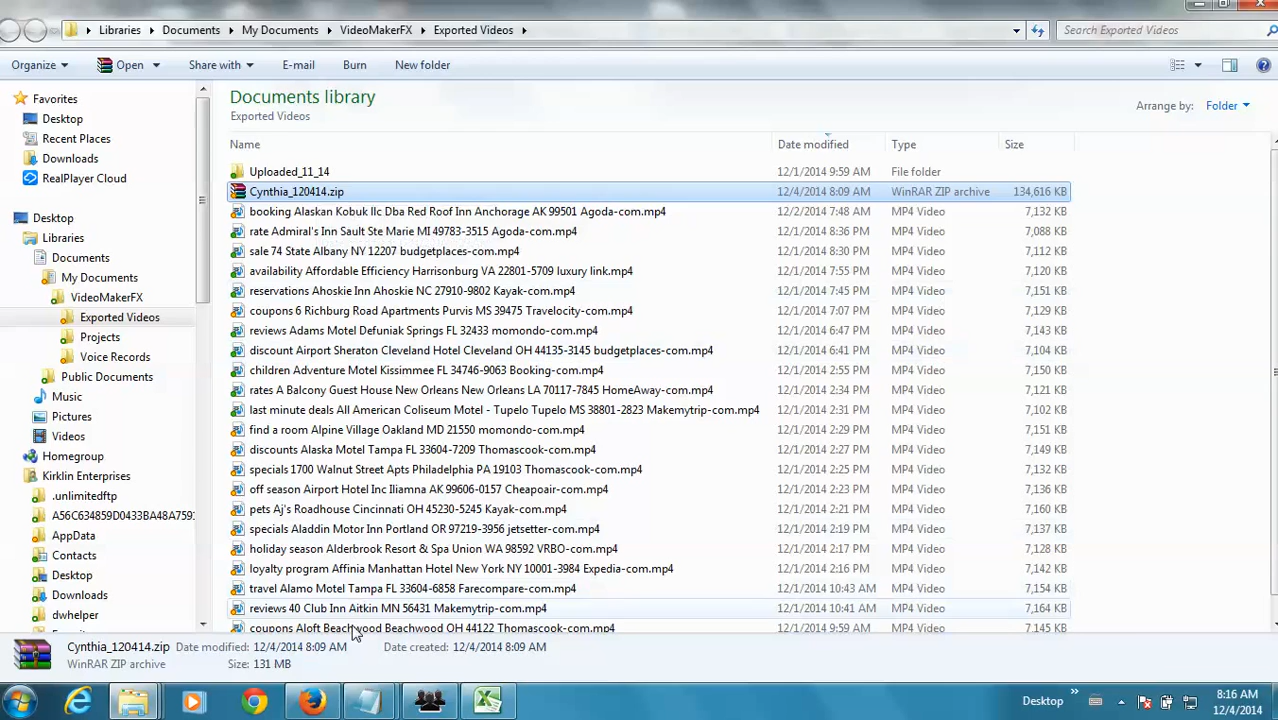 Libraries ▸ Documents ▸ My Documents ▸ VideoMakerFX ▸ Exported Videos ▸
Search Exported Videos
Organize Open Share with E-mail Burn New folder
Favorites
Desktop
Recent Places
Downloads
RealPlayer Cloud
Desktop
Libraries
Documents
My Documents
VideoMakerFX
Exported Videos
Projects
Voice Records
Public Documents
Music
Pictures
Videos
Homegroup
Kirklin Enterprises
.unlimitedftp
A56C634859D0433BA48A759
AppData
Contacts
Desktop
Downloads
dwhelper
Documents library
Exported Videos
Arrange by: Folder
Name Date modified Type Size
Uploaded_11_14 12/1/2014 9:59 AM File folder
Cynthia_120414.zip 12/4/2014 8:09 AM WinRAR ZIP archive 134,616 KB
booking Alaskan Kobuk llc Dba Red Roof Inn Anchorage AK 99501 Agoda-com.mp4 12/2/2014 7:48 AM MP4 Video 7,132 KB
rate Admiral's Inn Sault Ste Marie MI 49783-3515 Agoda-com.mp4 12/1/2014 8:36 PM MP4 Video 7,088 KB
sale 74 State Albany NY 12207 budgetplaces-com.mp4 12/1/2014 8:30 PM MP4 Video 7,112 KB
availability Affordable Efficiency Harrisonburg VA 22801-5709 luxury link.mp4 12/1/2014 7:55 PM MP4 Video 7,120 KB
reservations Ahoskie Inn Ahoskie NC 27910-9802 Kayak-com.mp4 12/1/2014 7:45 PM MP4 Video 7,151 KB
coupons 6 Richburg Road Apartments Purvis MS 39475 Travelocity-com.mp4 12/1/2014 7:07 PM MP4 Video 7,129 KB
reviews Adams Motel Defuniak Springs FL 32433 momondo-com.mp4 12/1/2014 6:47 PM MP4 Video 7,143 KB
discount Airport Sheraton Cleveland Hotel Cleveland OH 44135-3145 budgetplaces-com.mp4 12/1/2014 6:41 PM MP4 Video 7,104 KB
children Adventure Motel Kissimmee FL 34746-9063 Booking-com.mp4 12/1/2014 2:55 PM MP4 Video 7,150 KB
rates A Balcony Guest House New Orleans New Orleans LA 70117-7845 HomeAway-com.mp4 12/1/2014 2:34 PM MP4 Video 7,121 KB
last minute deals All American Coliseum Motel - Tupelo Tupelo MS 38801-2823 Makemytrip-com.mp4 12/1/2014 2:31 PM MP4 Video 7,102 KB
find a room Alpine Village Oakland MD 21550 momondo-com.mp4 12/1/2014 2:29 PM MP4 Video 7,151 KB
discounts Alaska Motel Tampa FL 33604-7209 Thomascook-com.mp4 12/1/2014 2:27 PM MP4 Video 7,154 KB
specials 1700 Walnut Street Apts Philadelphia PA 19103 Thomascook-com.mp4 12/1/2014 2:25 PM MP4 Video 7,132 KB
off season Airport Hotel Inc Iliamna AK 99606-0157 Cheapoair-com.mp4 12/1/2014 2:23 PM MP4 Video 7,136 KB
pets Aj's Roadhouse Cincinnati OH 45230-5245 Kayak-com.mp4 12/1/2014 2:21 PM MP4 Video 7,160 KB
specials Aladdin Motor Inn Portland OR 97219-3956 jetsetter-com.mp4 12/1/2014 2:19 PM MP4 Video 7,137 KB
holiday season Alderbrook Resort & Spa Union WA 98592 VRBO-com.mp4 12/1/2014 2:17 PM MP4 Video 7,128 KB
loyalty program Affinia Manhattan Hotel New York NY 10001-3984 Expedia-com.mp4 12/1/2014 2:16 PM MP4 Video 7,142 KB
travel Alamo Motel Tampa FL 33604-6858 Farecompare-com.mp4 12/1/2014 10:43 AM MP4 Video 7,154 KB
reviews 40 Club Inn Aitkin MN 56431 Makemytrip-com.mp4 12/1/2014 10:41 AM MP4 Video 7,164 KB
coupons Aloft Beachwood Beachwood OH 44122 Thomascook-com.mp4 12/1/2014 10:39 AM MP4 Video 7,145 KB
Cynthia_120414.zip Date modified: 12/4/2014 8:09 AM Date created: 12/4/2014 8:09 AM
WinRAR ZIP archive Size: 131 MB
Desktop
8:16 AM
12/4/2014